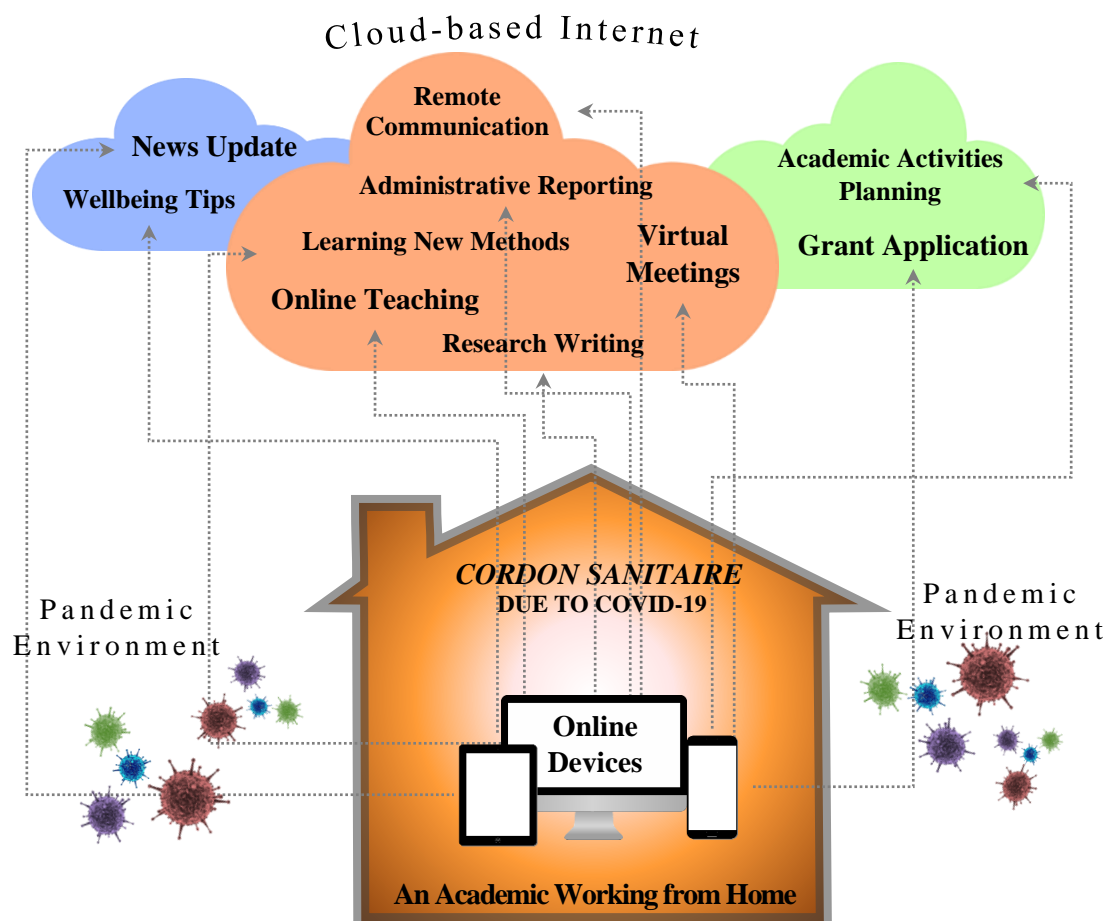 Cloud-based Internet
News Update
Wellbeing Tips
Remote
Communication
Administrative Reporting
Learning New Methods
Online Teaching
Virtual
Meetings
Research Writing
Academic Activities
Planning
Grant Application
CORDON SANITAIRE
DUE TO COVID-19
Pandemic
Environment
Pandemic
Environment
Online
Devices
An Academic Working from Home